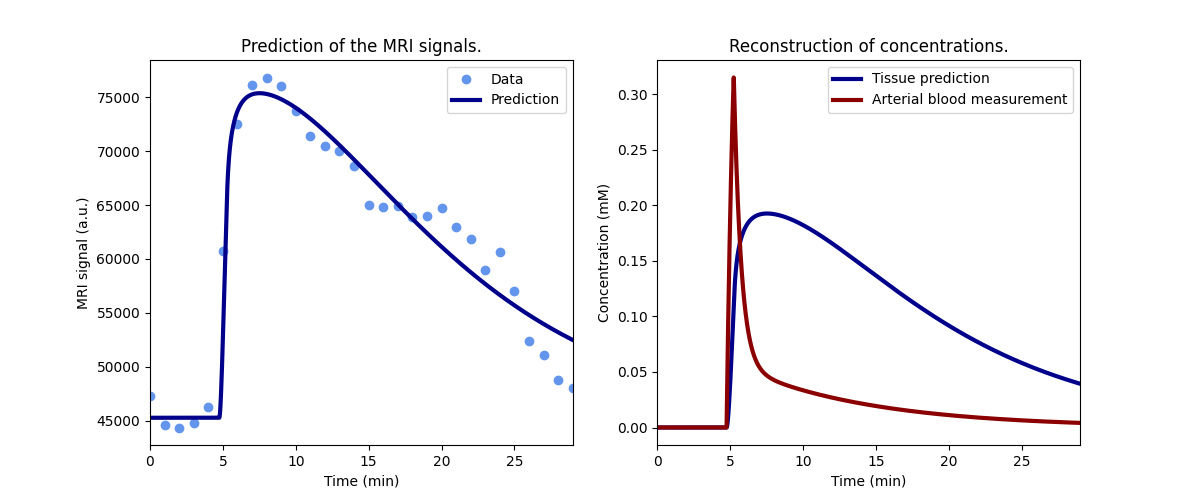 Prediction of the MRI signals.
Data
Prediction
75000
70000
65000
60000
55000
50000
45000
MRI signal (a.u.)
0 5 10 15 20 25
Time (min)
Reconstruction of concentrations.
Tissue prediction
Arterial blood measurement
0.30
0.25
0.20
0.15
0.10
0.05
0.00
Concentration (mM)
0 5 10 15 20 25
Time (min)